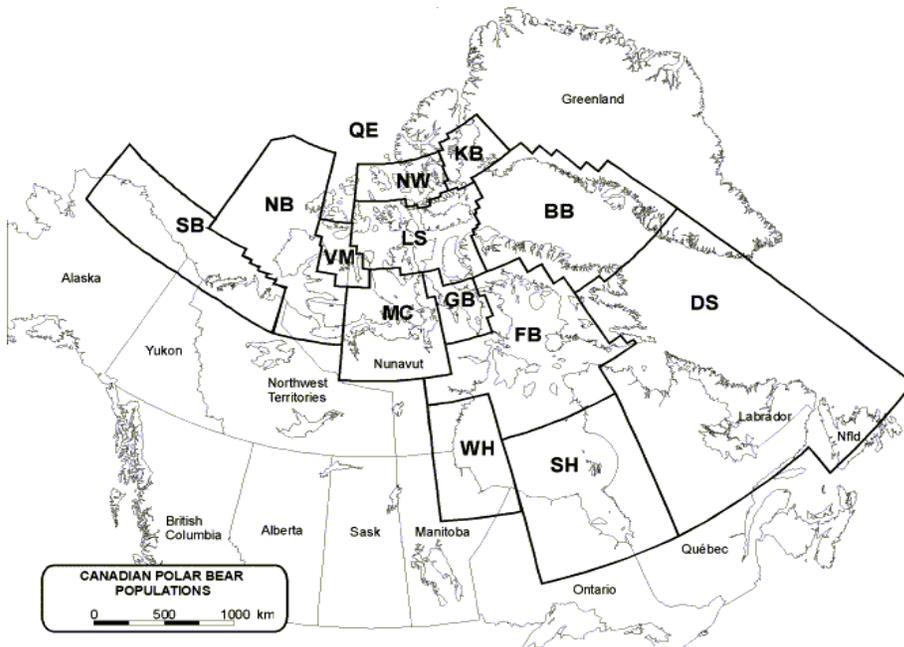 Greenland
QE
KB
NW
BB
NB
SB
LS
VM
Alaska
MC
GB
DS
FB
Yukon
Nunavut
Northwest
Territories
Labrador
Nfld
WH
SH
British
Columbia
Alberta
Sask
Manitoba
Québec
Ontario
CANADIAN POLAR BEAR
POPULATIONS
0 500 1000 km